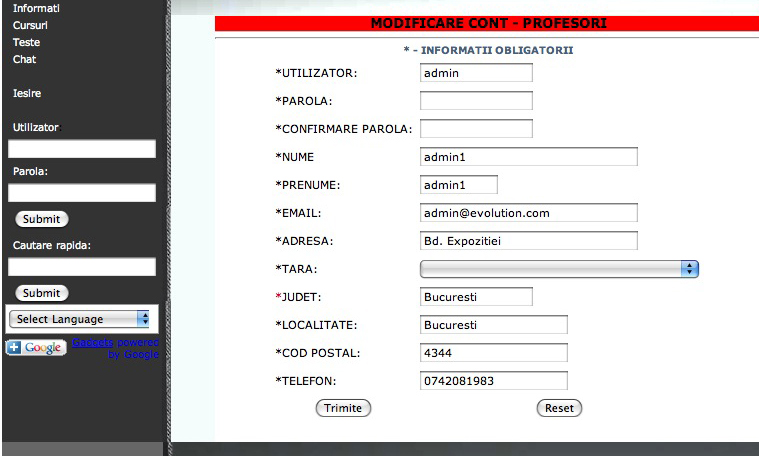 Informati
Cursuri
Teste
Chat
Iesire
Utilizator:
Parola:
Submit
Cautare rapida:
Submit
Select Language
Google
Gadgets powered
by Google
MODIFICARE CONT - PROFESORI
* - INFORMATII OBLIGATORII
*UTILIZATOR: admin
*PAROLA:
*CONFIRMARE PAROLA:
*NUME admin1
*PRENUME: admin1
*EMAIL: admin@evolution.com
*ADRESA: Bd. Expozitiei
*TARA:
*JUDET: Bucuresti
*LOCALITATE: Bucuresti
*COD POSTAL: 4344
*TELEFON: 0742081983
Trimite Reset